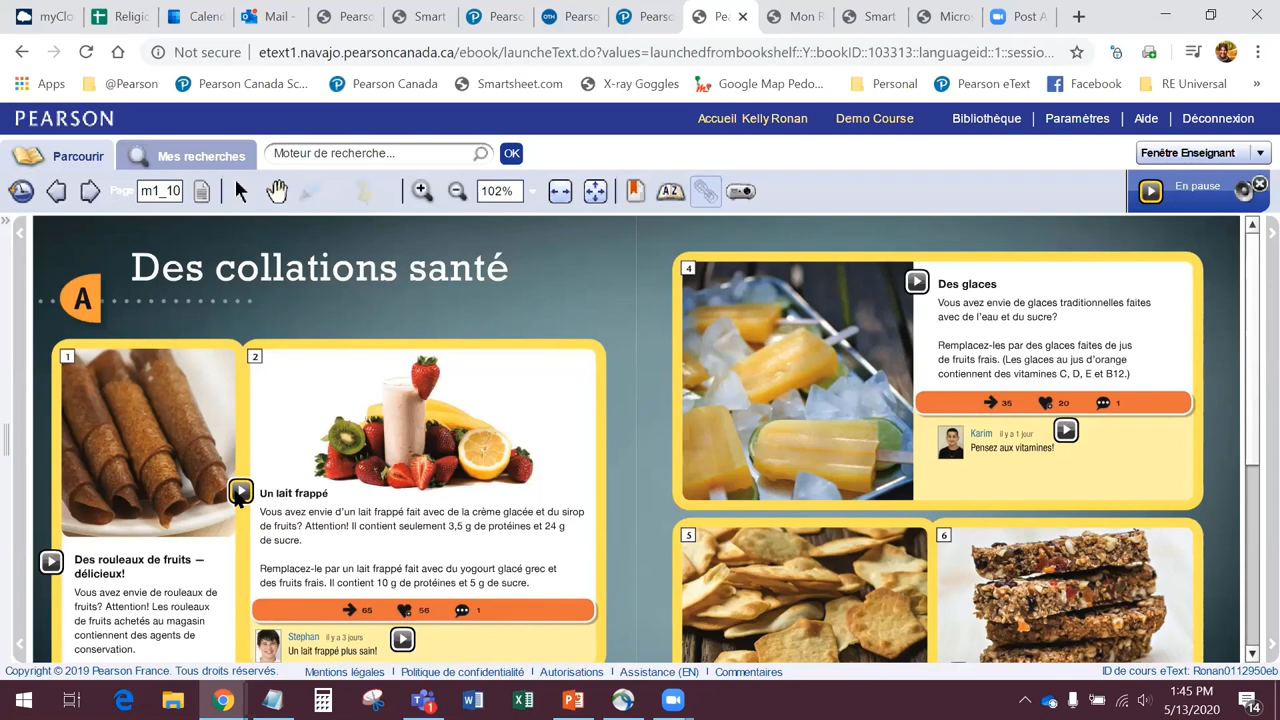 myClo
Religio
Calend
Mail -
Pearso
Smart
Pearso
Pearso
Pearso
Pea
Mon R
Smart
Micros
Post A
Not secure
etext1.navajo.pearsoncanada.ca/ebook/launcheText.do?values=launchedfrombookshelf::Y::bookID::103313::languageid::1::sessio...
Apps
@Pearson
Pearson Canada Sc...
Pearson Canada
Smartsheet.com
X-ray Goggles
Google Map Pedo...
Personal
Pearson eText
Facebook
RE Universal
»
PEARSON
Accueil Kelly Ronan
Demo Course
Bibliothèque
Paramètres
Aide
Déconnexion
Parcourir
Mes recherches
Moteur de recherche...
OK
Fenêtre Enseignant
Page
m1_10
102%
A Z
En pause
A
Des collations santé
1
Des rouleaux de fruits —
délicieux!
Vous avez envie de rouleaux de
fruits? Attention! Les rouleaux
de fruits achetés au magasin
contiennent des agents de
conservation.
2
Un lait frappé
Vous avez envie d'un lait frappé fait avec de la crème glacée et du sirop
de fruits? Attention! Il contient seulement 3,5 g de protéines et 24 g
de sucre.
Remplacez-le par un lait frappé fait avec du yogourt glacé grec et
des fruits frais. Il contient 10 g de protéines et 5 g de sucre.
65
56
1
Stephan il y a 3 jours
Un lait frappé plus sain!
4
Des glaces
Vous avez envie de glaces traditionnelles faites
avec de l'eau et du sucre?
Remplacez-les par des glaces faites de jus
de fruits frais. (Les glaces au jus d'orange
contiennent des vitamines C, D, E et B12.)
35
20
1
Karim il y a 1 jour
Pensez aux vitamines!
5
6
Copyright © 2019 Pearson France. Tous droits réservés.
Mentions légales
Politique de confidentialité
Autorisations
Assistance (EN)
Commentaires
ID de cours eText: Ronan0112950eb
1:45 PM
5/13/2020
14